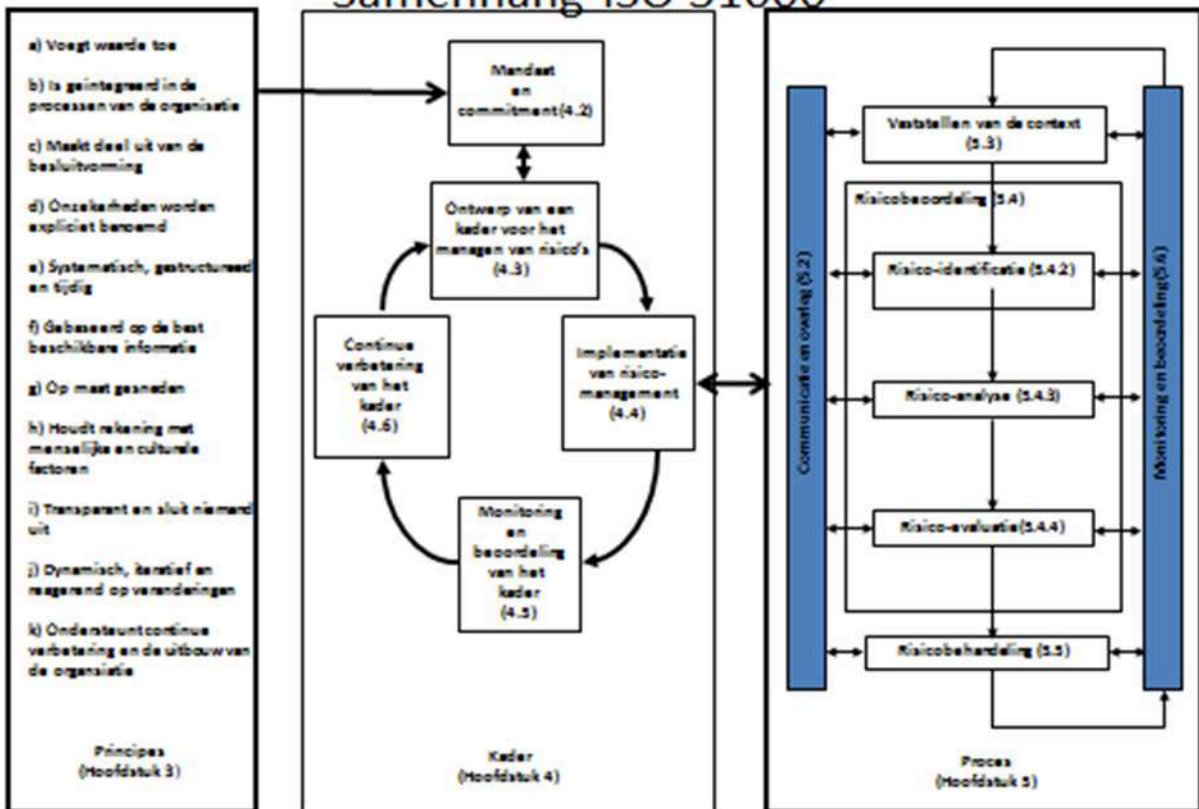 Samenhang ISO 31000
a) Voegt waarde toe
b) Is geïntegreerd in de
processen van de organisatie
c) Maakt deel uit van de
besluitvorming
d) Onzekerheden worden
expliciet benoemd
e) Systematisch, gestructureerd
en tijdig
f) Gebaseerd op de best
beschikbare informatie
g) Op maat gesneden
h) Houdt rekening met
menselijke en culturele
factoren
i) Transparant en sluit niemand
uit
j) Dynamisch, iteratief en
reagerend op veranderingen
k) Ondersteunt continue
verbetering en de uitbouw van
de organsiatie
Principes
(Hoofdstuk 3)
Mandaat
en
commitment (4.2)
Ontwerp van een
kader voor het
managen van risico's
(4.3)
Continue
verbetering
van het
kader
(4.6)
Implementatie
van risico-
management
(4.4)
Monitoring
en
beoordeling
van het
kader
(4.5)
Kader
(Hoofdstuk 4)
Communicatie en overleg (5.2)
Vaststellen van de context
(5.3)
Risicobeoordeling (5.4)
Risico-identificatie (5.4.2)
Risico-analyse (5.4.3)
Risico-evaluatie(5.4.4)
Risicobehandeling (5.5)
Monitoring en beoordeling(5.6)
Proces
(Hoofdstuk 5)